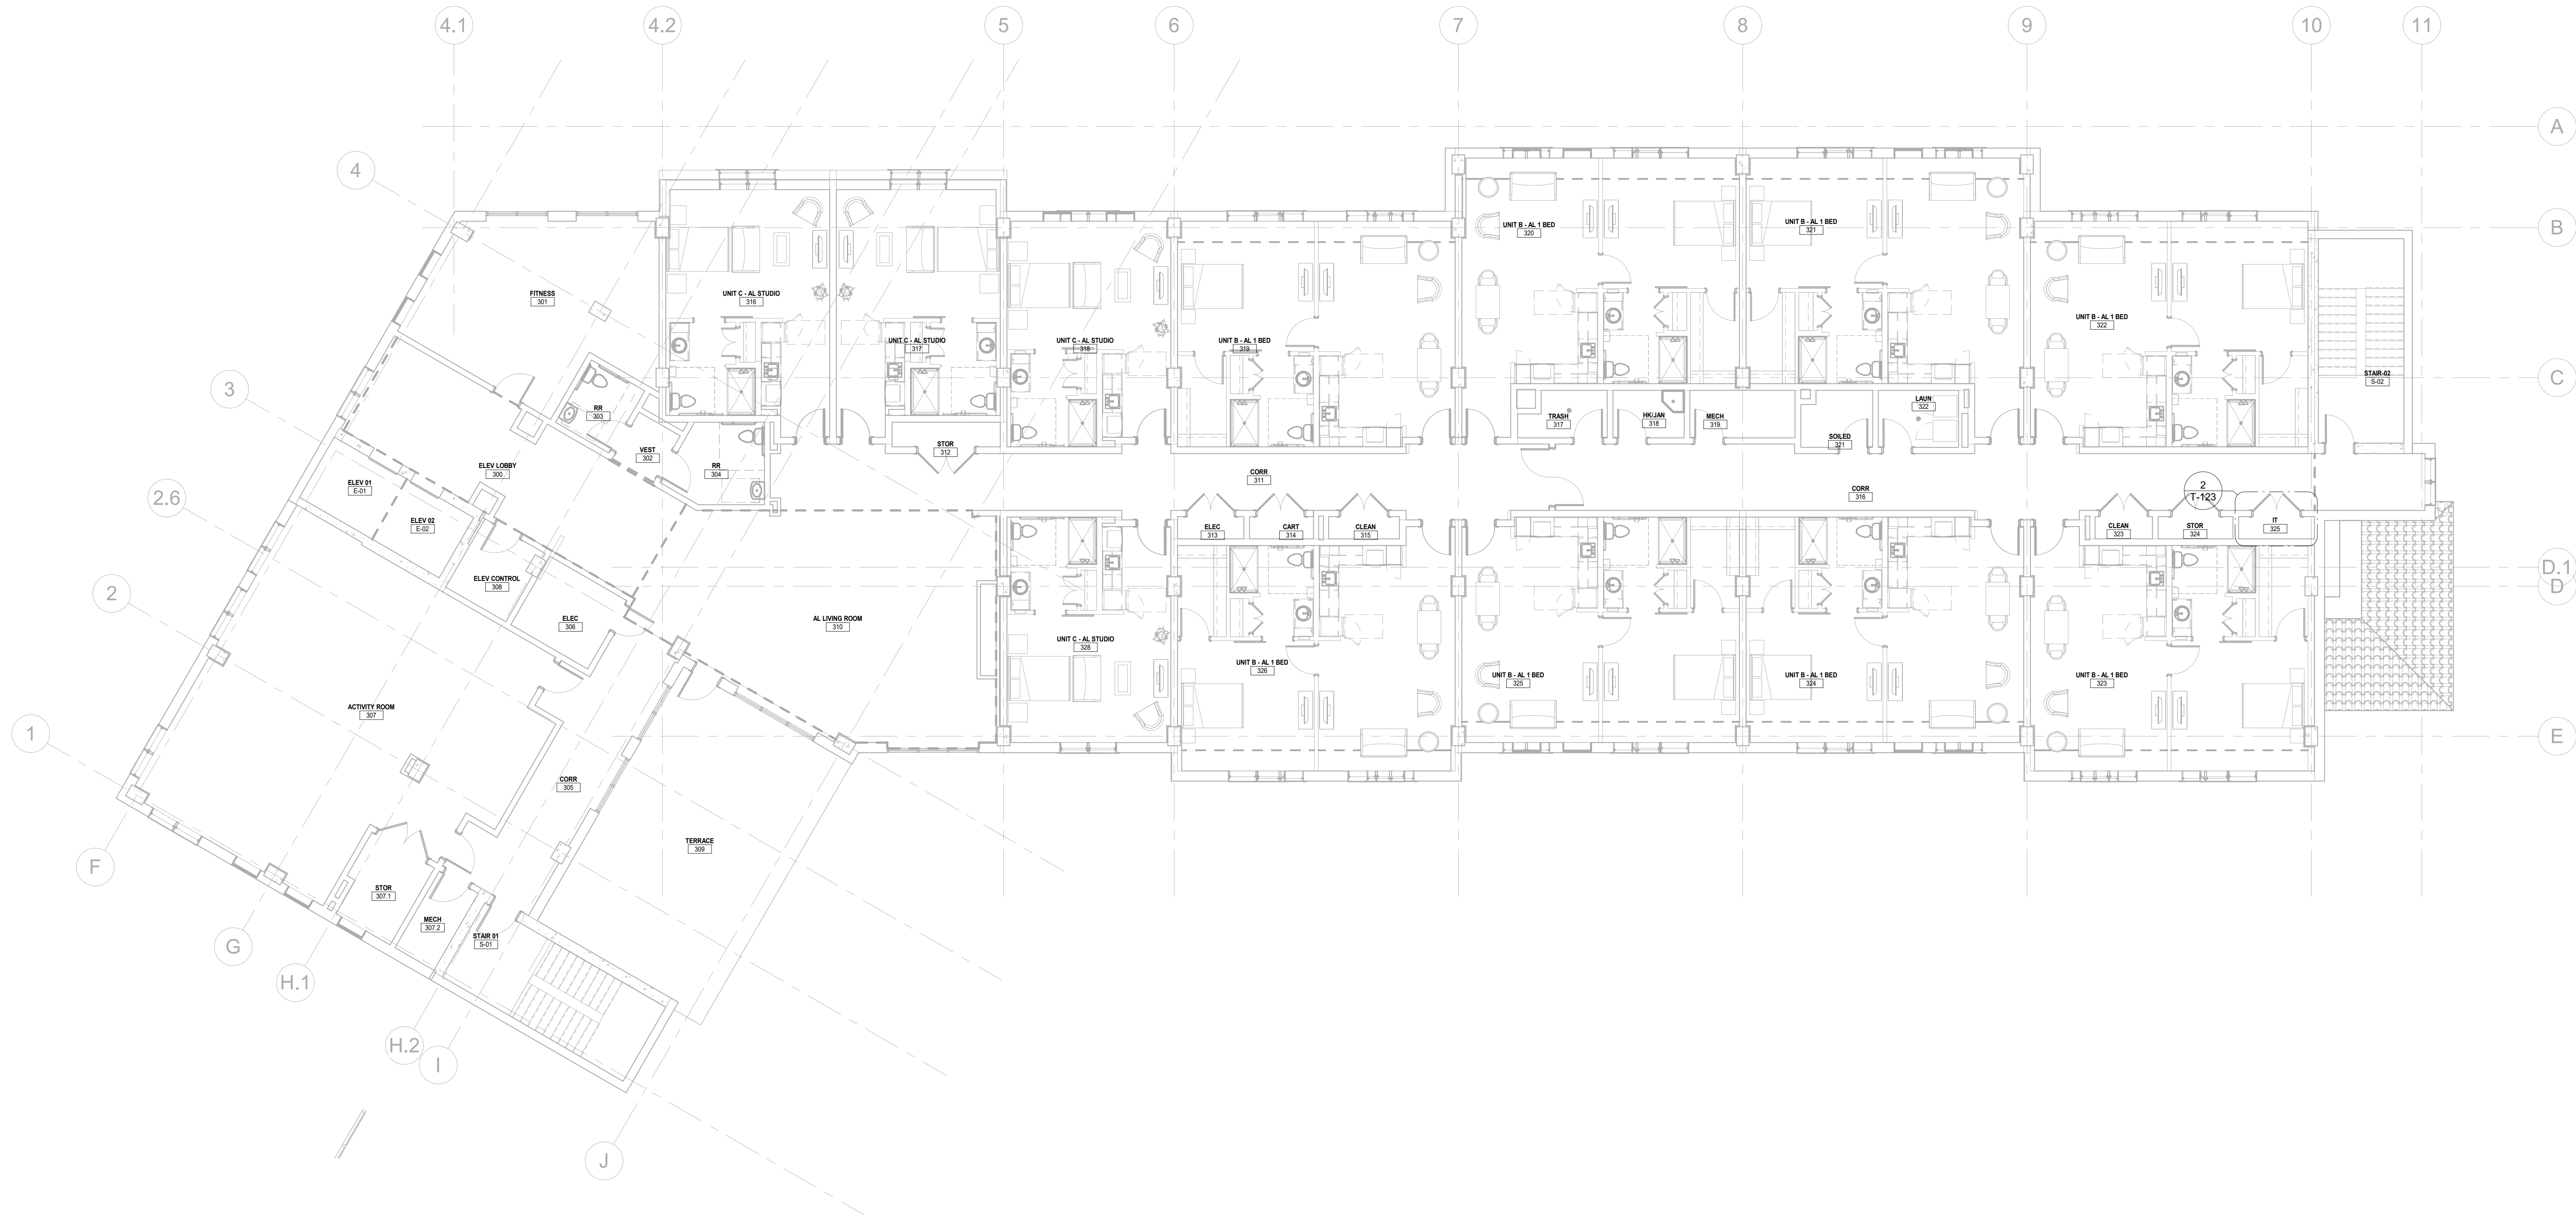 4.1
4.2
5
6
7
8
9
10
11
A
4
B
UNIT B - AL 1 BED
320
UNIT B - AL 1 BED
321
FITNESS
301
UNIT C - AL STUDIO
316
UNIT B - AL 1 BED
322
UNIT C - AL STUDIO
317
UNIT C - AL STUDIO
318
UNIT B - AL 1 BED
319
3
STAIR-02
S-02
C
RR
303
TRASH
317
HK/JAN
318
MECH
319
LAUN
322
SOILED
321
STOR
312
VEST
302
RR
304
ELEV LOBBY
300
ELEV 01
E-01
2.6
CORR
311
CORR
316
2
T-123
ELEV 02
E-02
ELEC
313
CART
314
CLEAN
315
CLEAN
323
STOR
324
IT
325
D.1
D
ELEV CONTROL
308
2
ELEC
306
AL LIVING ROOM
310
UNIT C - AL STUDIO
328
UNIT B - AL 1 BED
326
UNIT B - AL 1 BED
325
UNIT B - AL 1 BED
324
UNIT B - AL 1 BED
323
ACTIVITY ROOM
307
1
E
CORR
305
TERRACE
309
F
STOR
307.1
MECH
307.2
STAIR 01
S-01
G
H.1
H.2
I
J